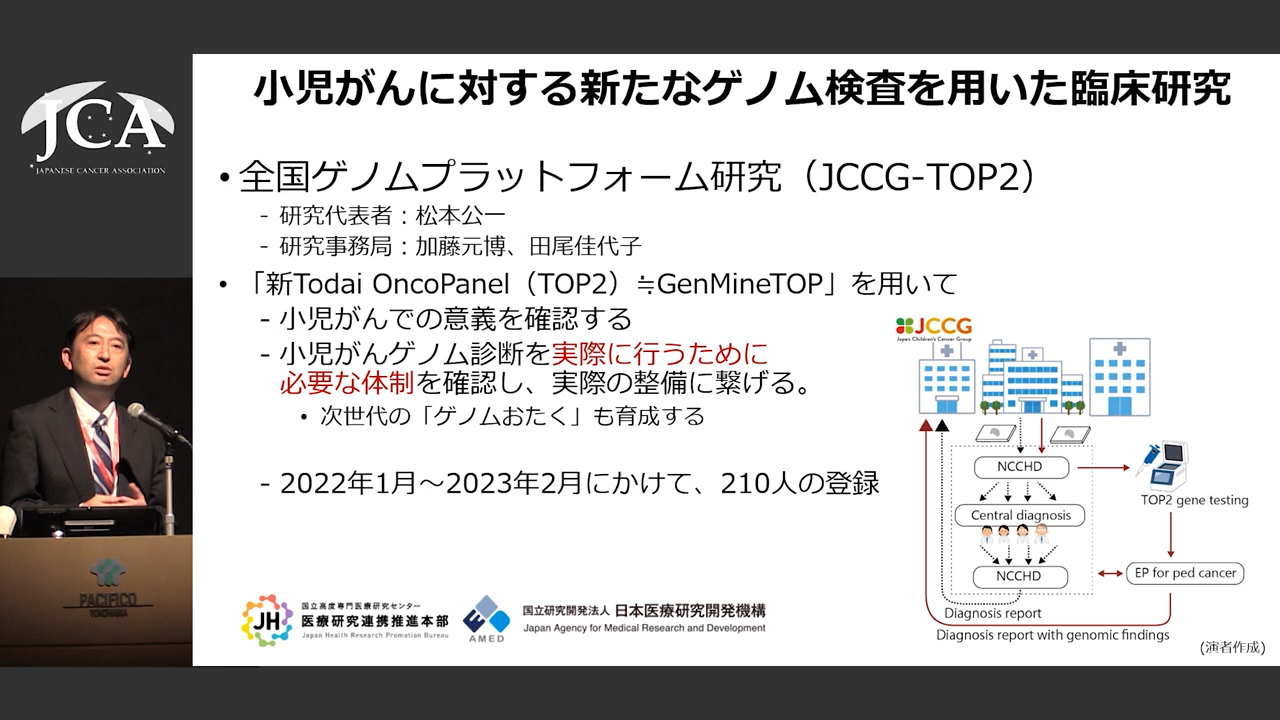 JCA
JAPANESE CANCER ASSOCIATION
小児がんに対する新たなゲノム検査を用いた臨床研究
• 全国ゲノムプラットフォーム研究（JCCG-TOP2）
- 研究代表者：松本公一
- 研究事務局：加藤元博、田尾佳代子
• 「新Todai OncoPanel（TOP2）≒GenMineTOP」を用いて
- 小児がんでの意義を確認する
- 小児がんゲノム診断を実際に行うために
必要な体制を確認し、実際の整備に繋げる。
• 次世代の「ゲノムおたく」も育成する
- 2022年1月～2023年2月にかけて、210人の登録
JCCG
Japan Children's Cancer Group
NCCHD
TOP2 gene testing
Central diagnosis
NCCHD
EP for ped cancer
Diagnosis report
Diagnosis report with genomic findings
(演者作成)
JH
国立高度専門医療研究センター
医療研究連携推進本部
Japan Health Research Promotion Bureau
AMED
国立研究開発法人 日本医療研究開発機構
Japan Agency for Medical Research and Development
PACIFICO
YOKOHAMA